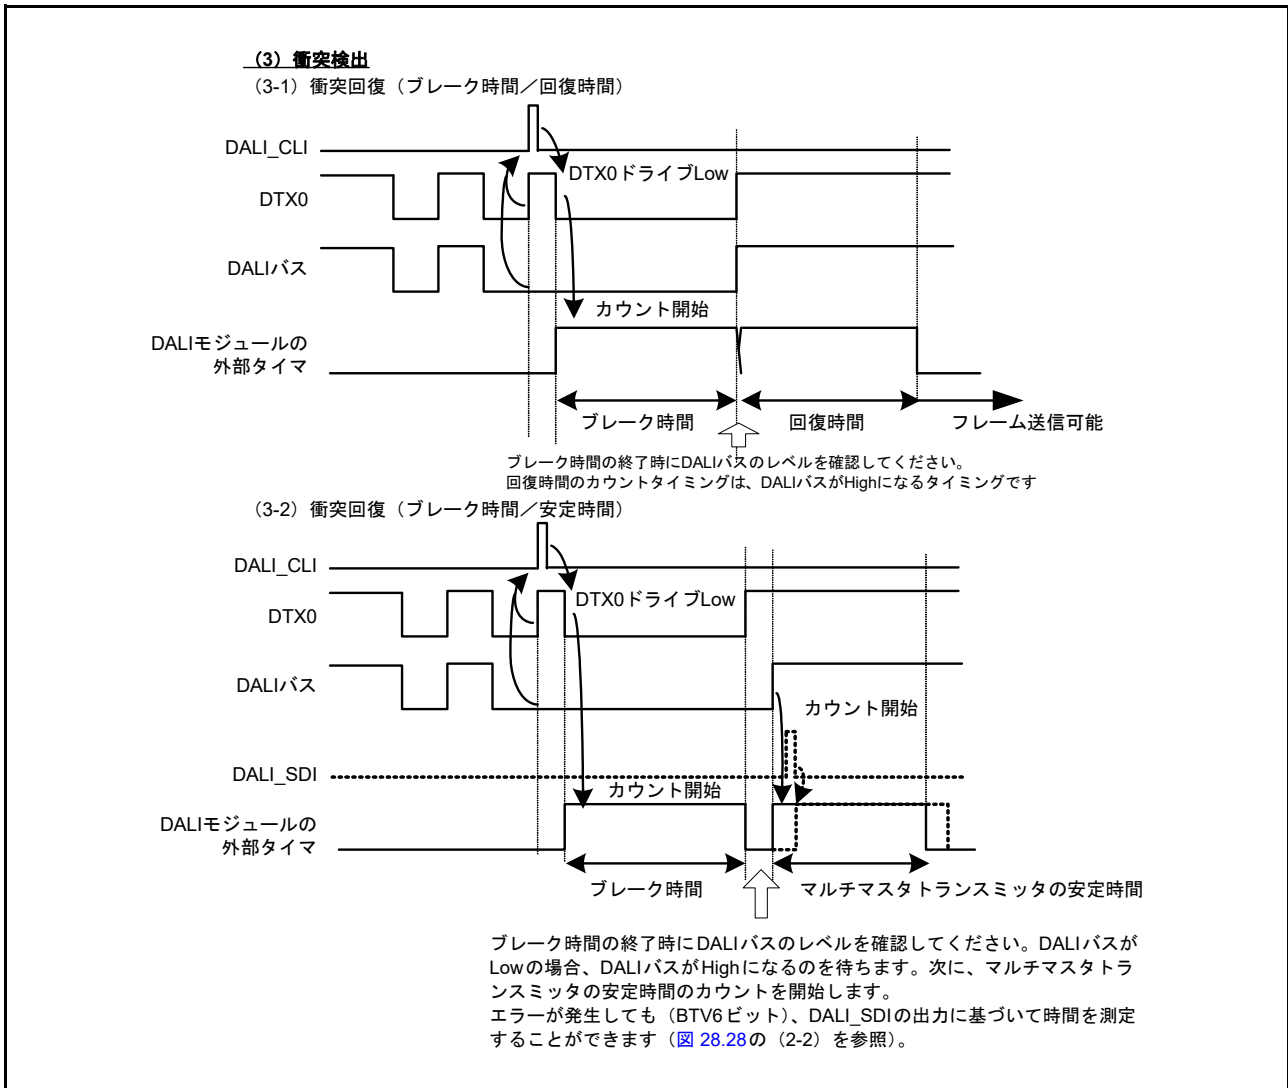 （3）衝突検出
（3-1）衝突回復（ブレーク時間／回復時間）
DALI_CLI
DTX0ドライブLow
DTX0
DALIバス
カウント開始
DALIモジュールの
外部タイマ
ブレーク時間
回復時間
フレーム送信可能
ブレーク時間の終了時にDALIバスのレベルを確認してください。
回復時間のカウントタイミングは、DALIバスがHighになるタイミングです
（3-2）衝突回復（ブレーク時間／安定時間）
DALI_CLI
DTX0ドライブLow
DTX0
DALIバス
カウント開始
DALI_SDI
カウント開始
DALIモジュールの
外部タイマ
ブレーク時間
マルチマスタトランスミッタの安定時間
ブレーク時間の終了時にDALIバスのレベルを確認してください。DALIバスが
Lowの場合、DALIバスがHighになるのを待ちます。次に、マルチマスタトラ
ンスミッタの安定時間のカウントを開始します。
エラーが発生しても（BTV6ビット）、DALI_SDIの出力に基づいて時間を測定
することができます（図 28.28の（2-2）を参照）。